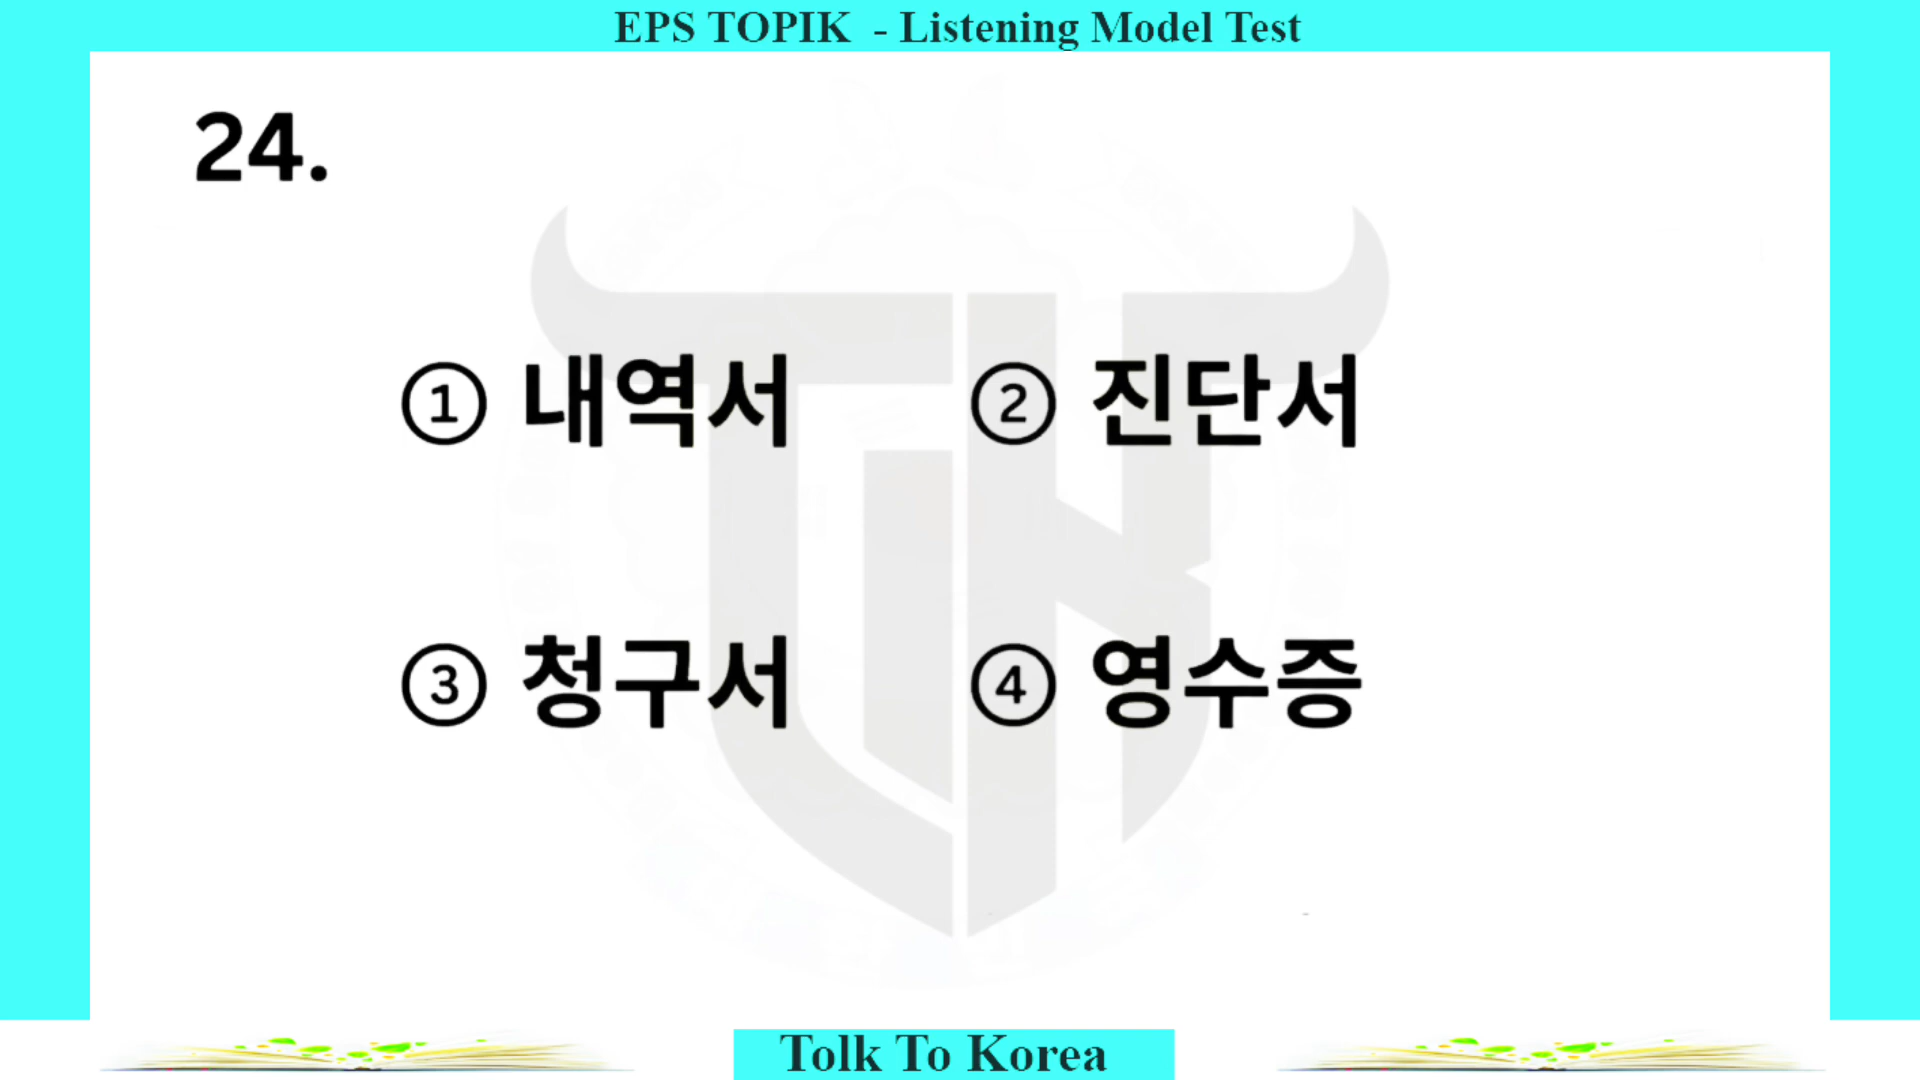 EPS TOPIK - Listening Model Test
24.
① 내역서 ② 진단서
③ 청구서 ④ 영수증
Tolk To Korea